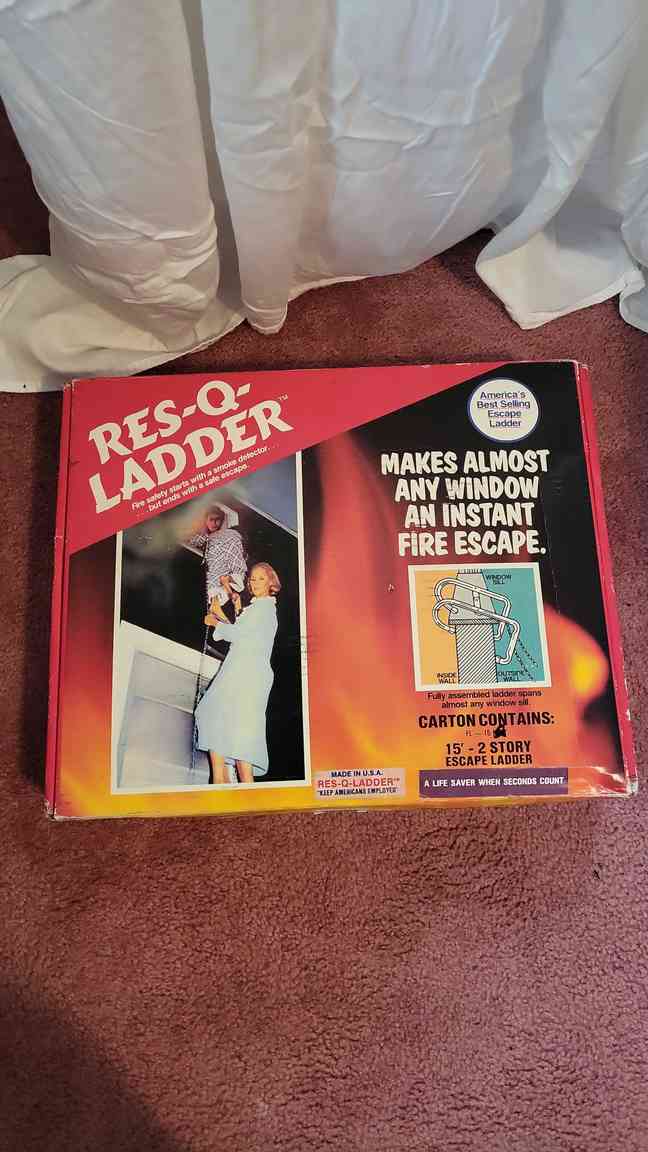 RES-Q-
LADDER™
Fire safety starts with a smoke detector...
...but ends with a safe escape.
America's
Best Selling
Escape
Ladder
MAKES ALMOST
ANY WINDOW
AN INSTANT
FIRE ESCAPE.
WINDOW
SILL
INSIDE
WALL
OUTSIDE
WALL
Fully assembled ladder spans
almost any window sill.
CARTON CONTAINS:
FL — 15
15' - 2 STORY
ESCAPE LADDER
MADE IN U.S.A.
RES-Q-LADDER™
"KEEP AMERICANS EMPLOYED"
A LIFE SAVER WHEN SECONDS COUNT